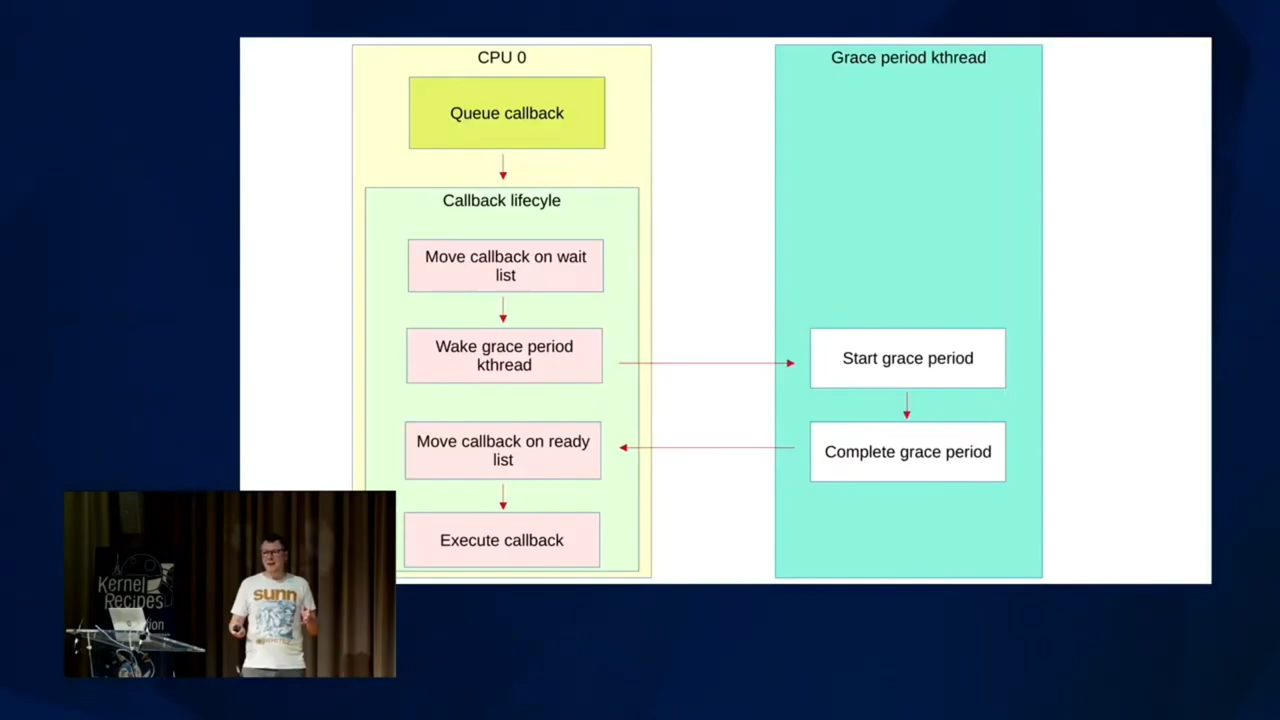 CPU 0
Queue callback
Callback lifecyle
Move callback on wait
list
Wake grace period
kthread
Move callback on ready
list
Execute callback
Grace period kthread
Start grace period
Complete grace period
Kernel
Recipes
sunn